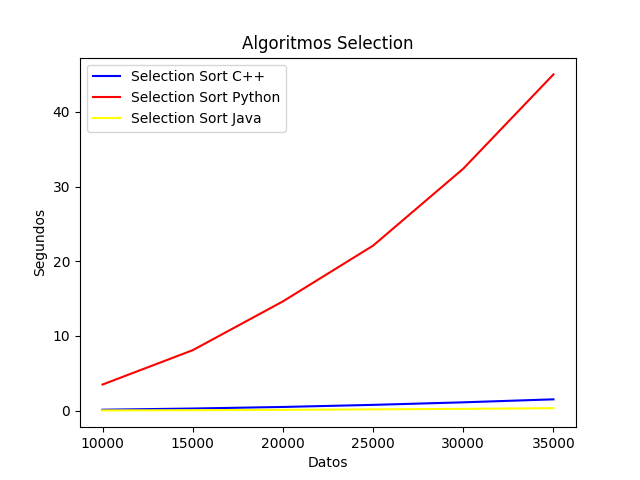 Algoritmos Selection
Selection Sort C++
Selection Sort Python
Selection Sort Java
Segundos
40
30
20
10
0
10000 15000 20000 25000 30000 35000
Datos